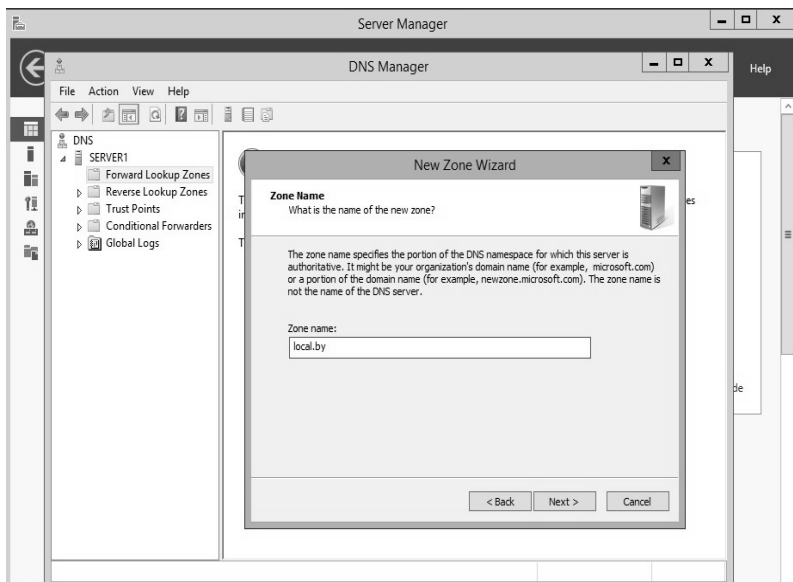 Server Manager
Help
DNS Manager
File Action View Help
DNS
SERVER1
Forward Lookup Zones
Reverse Lookup Zones
Trust Points
Conditional Forwarders
Global Logs
New Zone Wizard
Zone Name
What is the name of the new zone?
The zone name specifies the portion of the DNS namespace for which this server is
authoritative. It might be your organization's domain name (for example, microsoft.com)
or a portion of the domain name (for example, newzone.microsoft.com). The zone name is
not the name of the DNS server.
Zone name:
local.by
< Back Next > Cancel